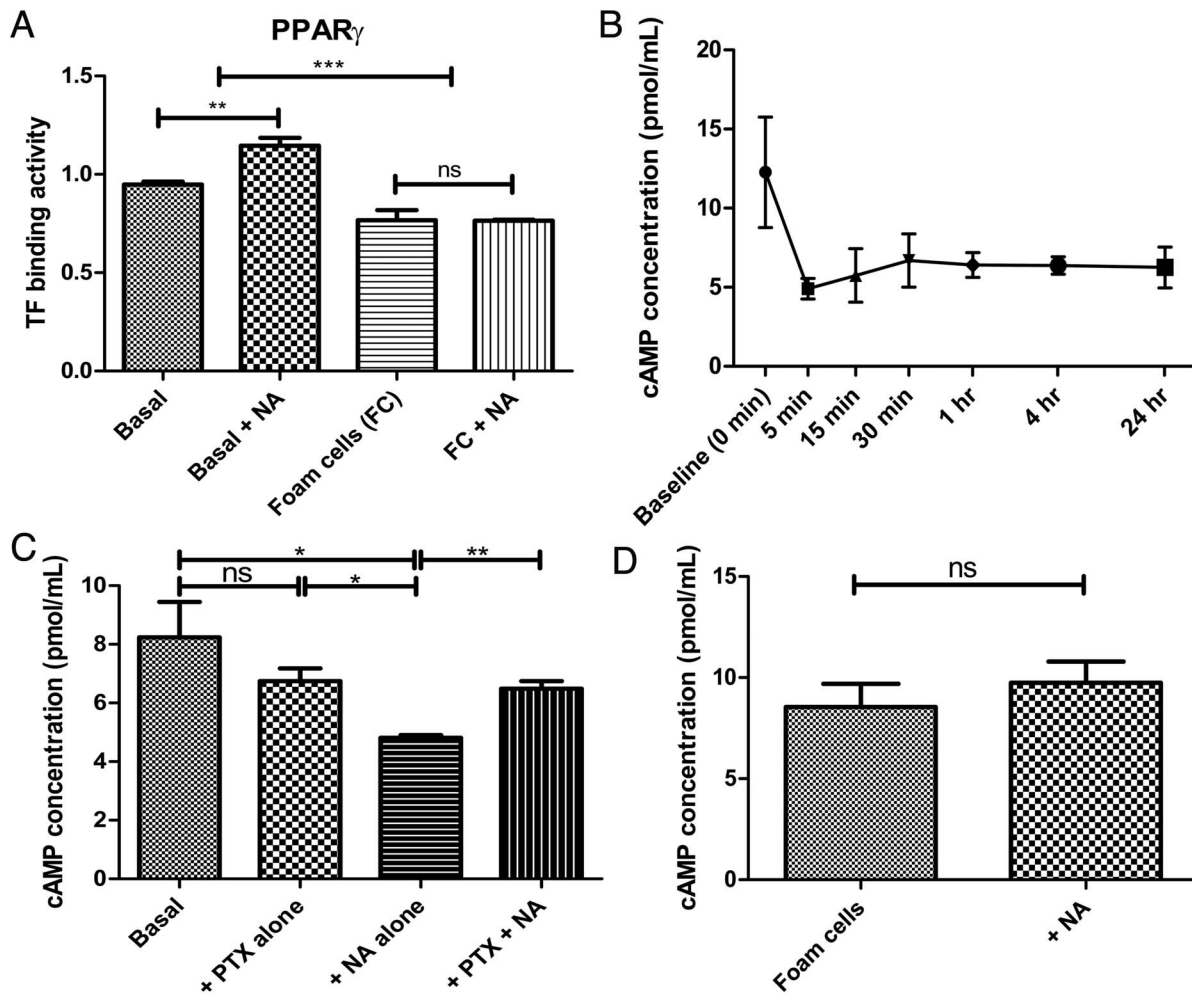 A
PPARγ
***
**
ns
TF binding activity
1.5
1.0
0.5
0.0
Basal
Basal + NA
Foam cells (FC)
FC + NA
B
cAMP concentration (pmol/mL)
20
15
10
5
0
Baseline (0 min)
5 min
15 min
30 min
1 hr
4 hr
24 hr
C
* **
ns *
cAMP concentration (pmol/mL)
10
8
6
4
2
0
Basal
+ PTX alone
+ NA alone
+ PTX + NA
D
ns
cAMP concentration (pmol/mL)
15
10
5
0
Foam cells
+ NA